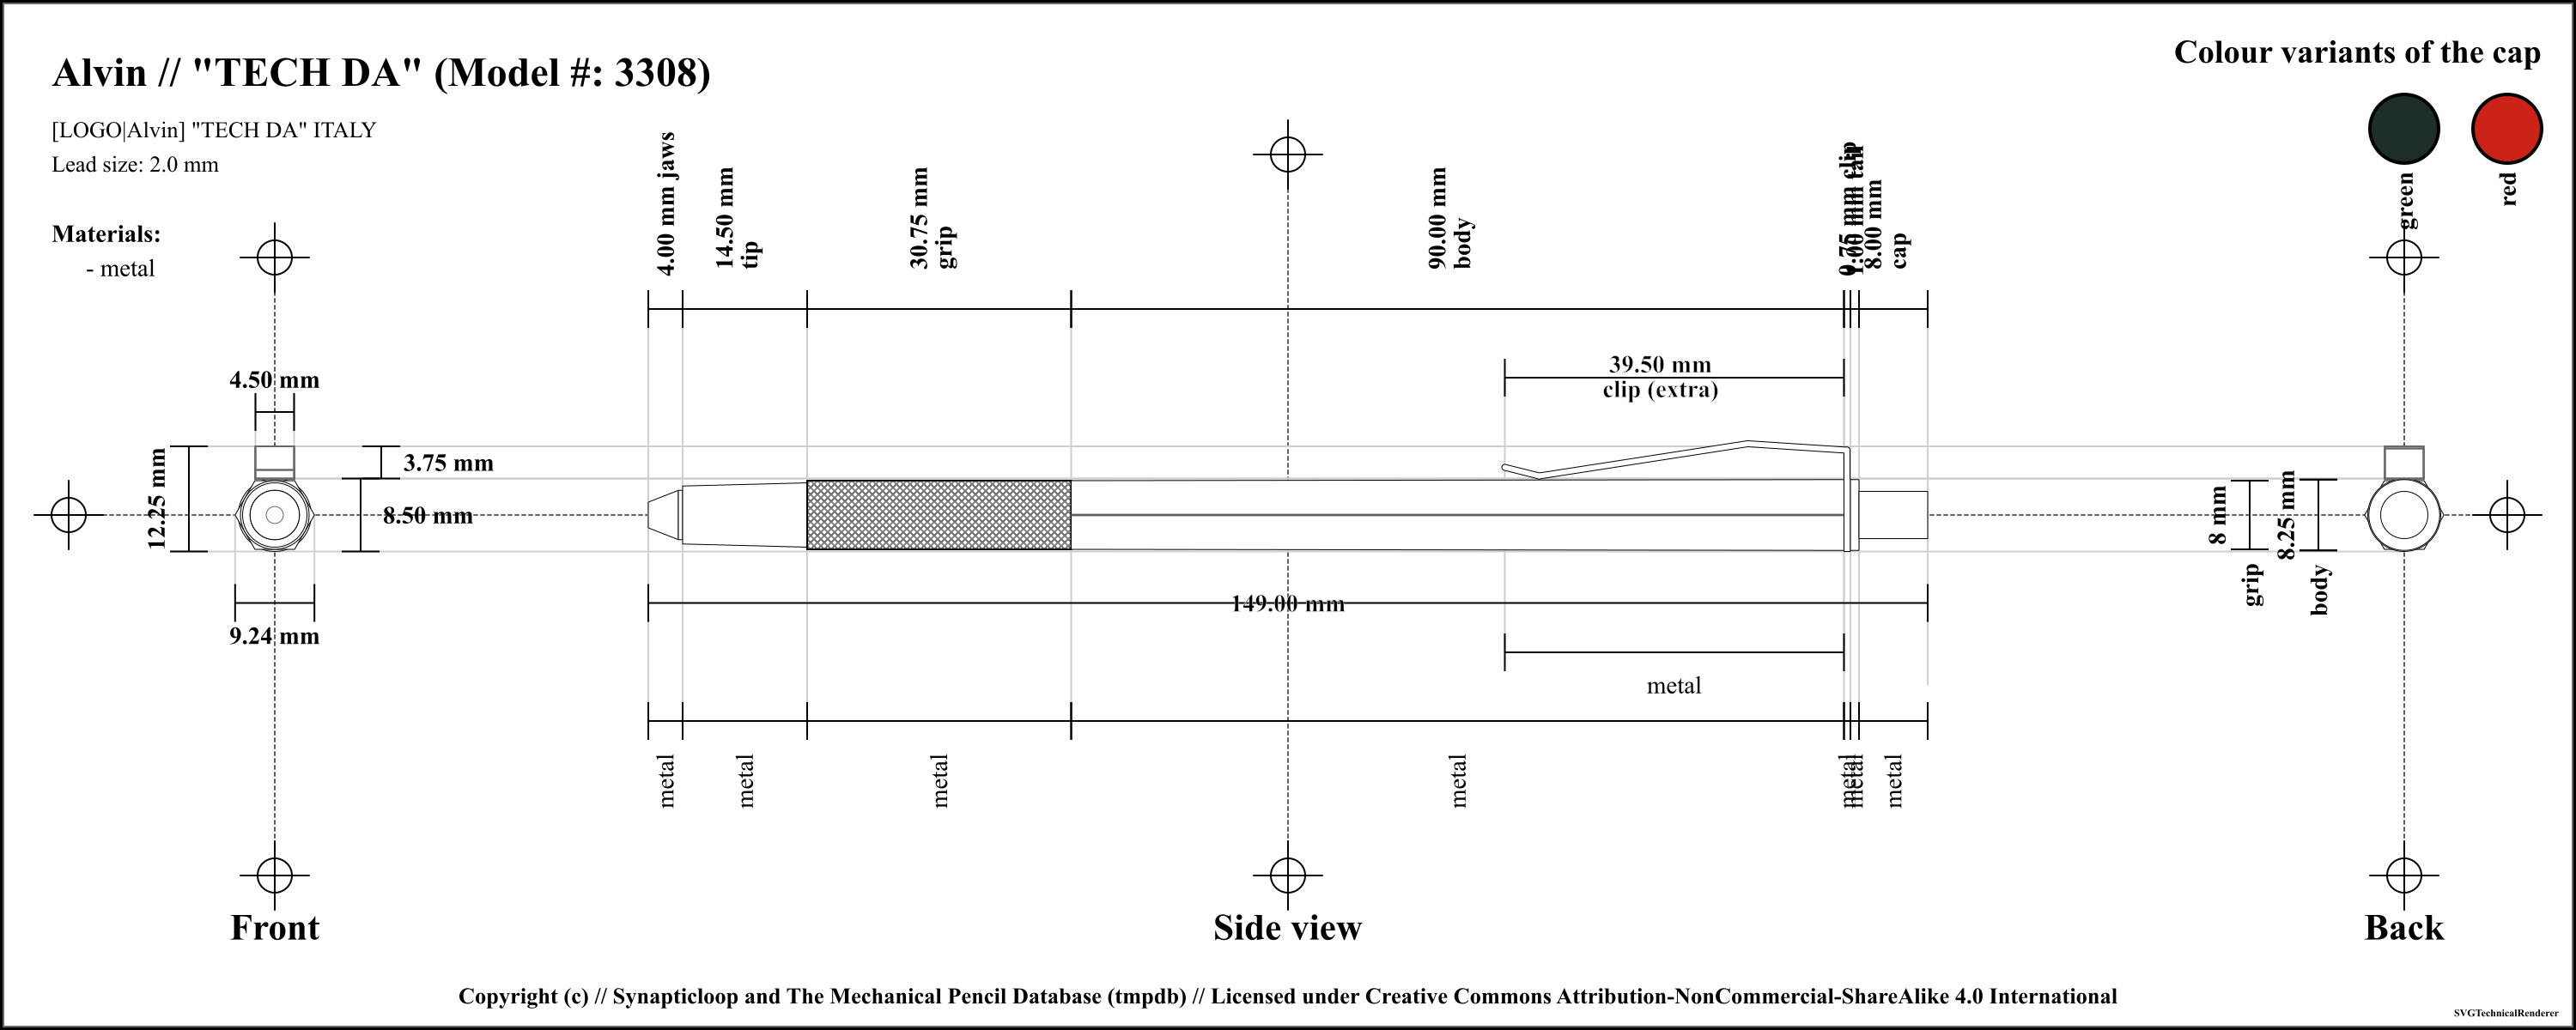 Alvin // "TECH DA" (Model #: 3308)
Colour variants of the cap
[LOGO|Alvin] "TECH DA" ITALY
Lead size: 2.0 mm
green
red
Materials:
- metal
4.00 mm jaws
14.50 mm
tip
30.75 mm
grip
90.00 mm
body
0.75 mm clip
1.00 mm tail
8.00 mm
cap
39.50 mm
clip (extra)
4.50 mm
12.25 mm
3.75 mm
8.50 mm
9.24 mm
149.00 mm
8 mm
grip
8.25 mm
body
metal
metal
metal
metal
metal
metal
metal
metal
Front
Side view
Back
Copyright (c) // Synapticloop and The Mechanical Pencil Database (tmpdb) // Licensed under Creative Commons Attribution-NonCommercial-ShareAlike 4.0 International
SVGTechnicalRenderer